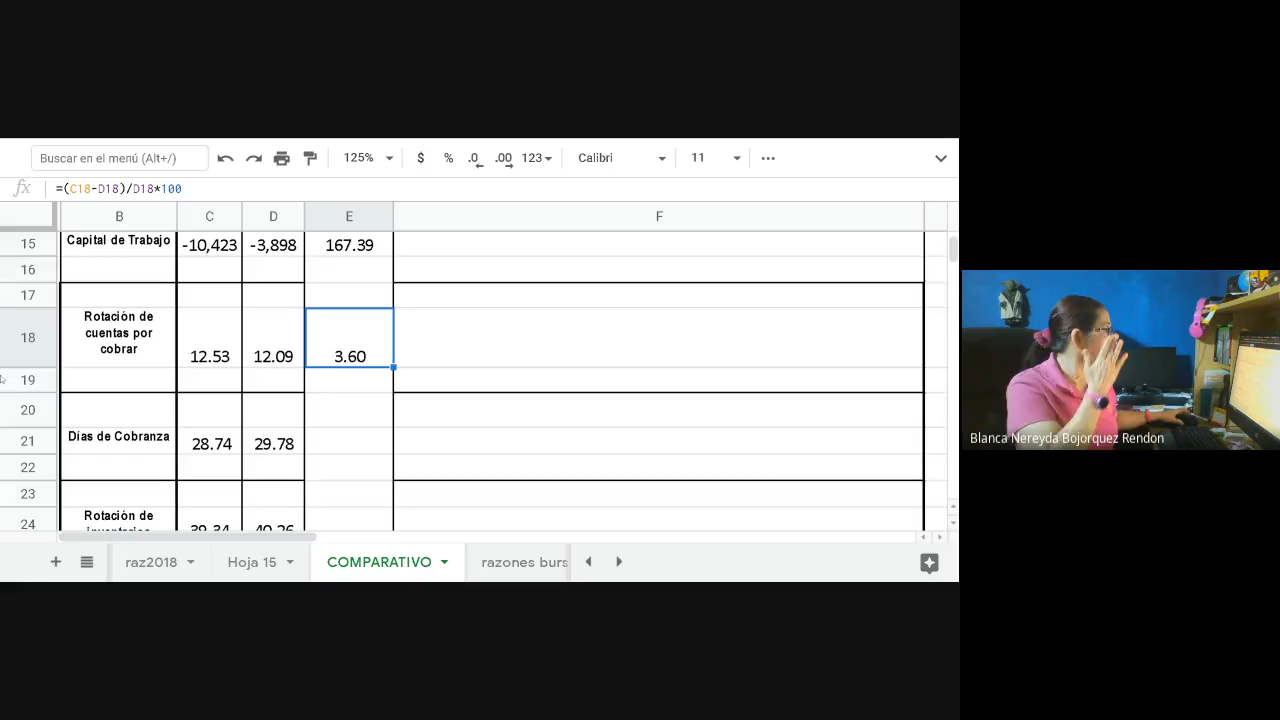 Buscar en el menú (Alt+/) 125% $ % .0 .00 123 Calibri 11
fx =(C18-D18)/D18*100
B C D E F
15 Capital de Trabajo -10,423 -3,898 167.39
16
17
18 Rotación de cuentas por cobrar 12.53 12.09 3.60
19
20
21 Días de Cobranza 28.74 29.78
22
23
24 Rotación de
Blanca Nereyda Bojorquez Rendon
+ raz2018 Hoja 15 COMPARATIVO razones burs